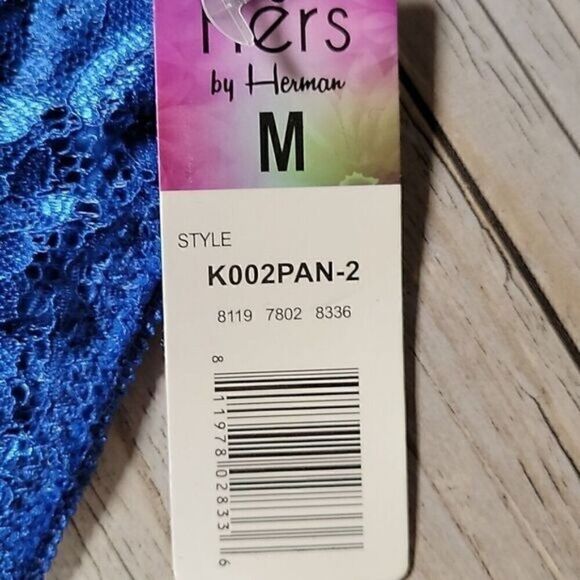 hers
by Herman
M
STYLE
K002PAN-2
8119 7802 8336
8 11978 02833 6